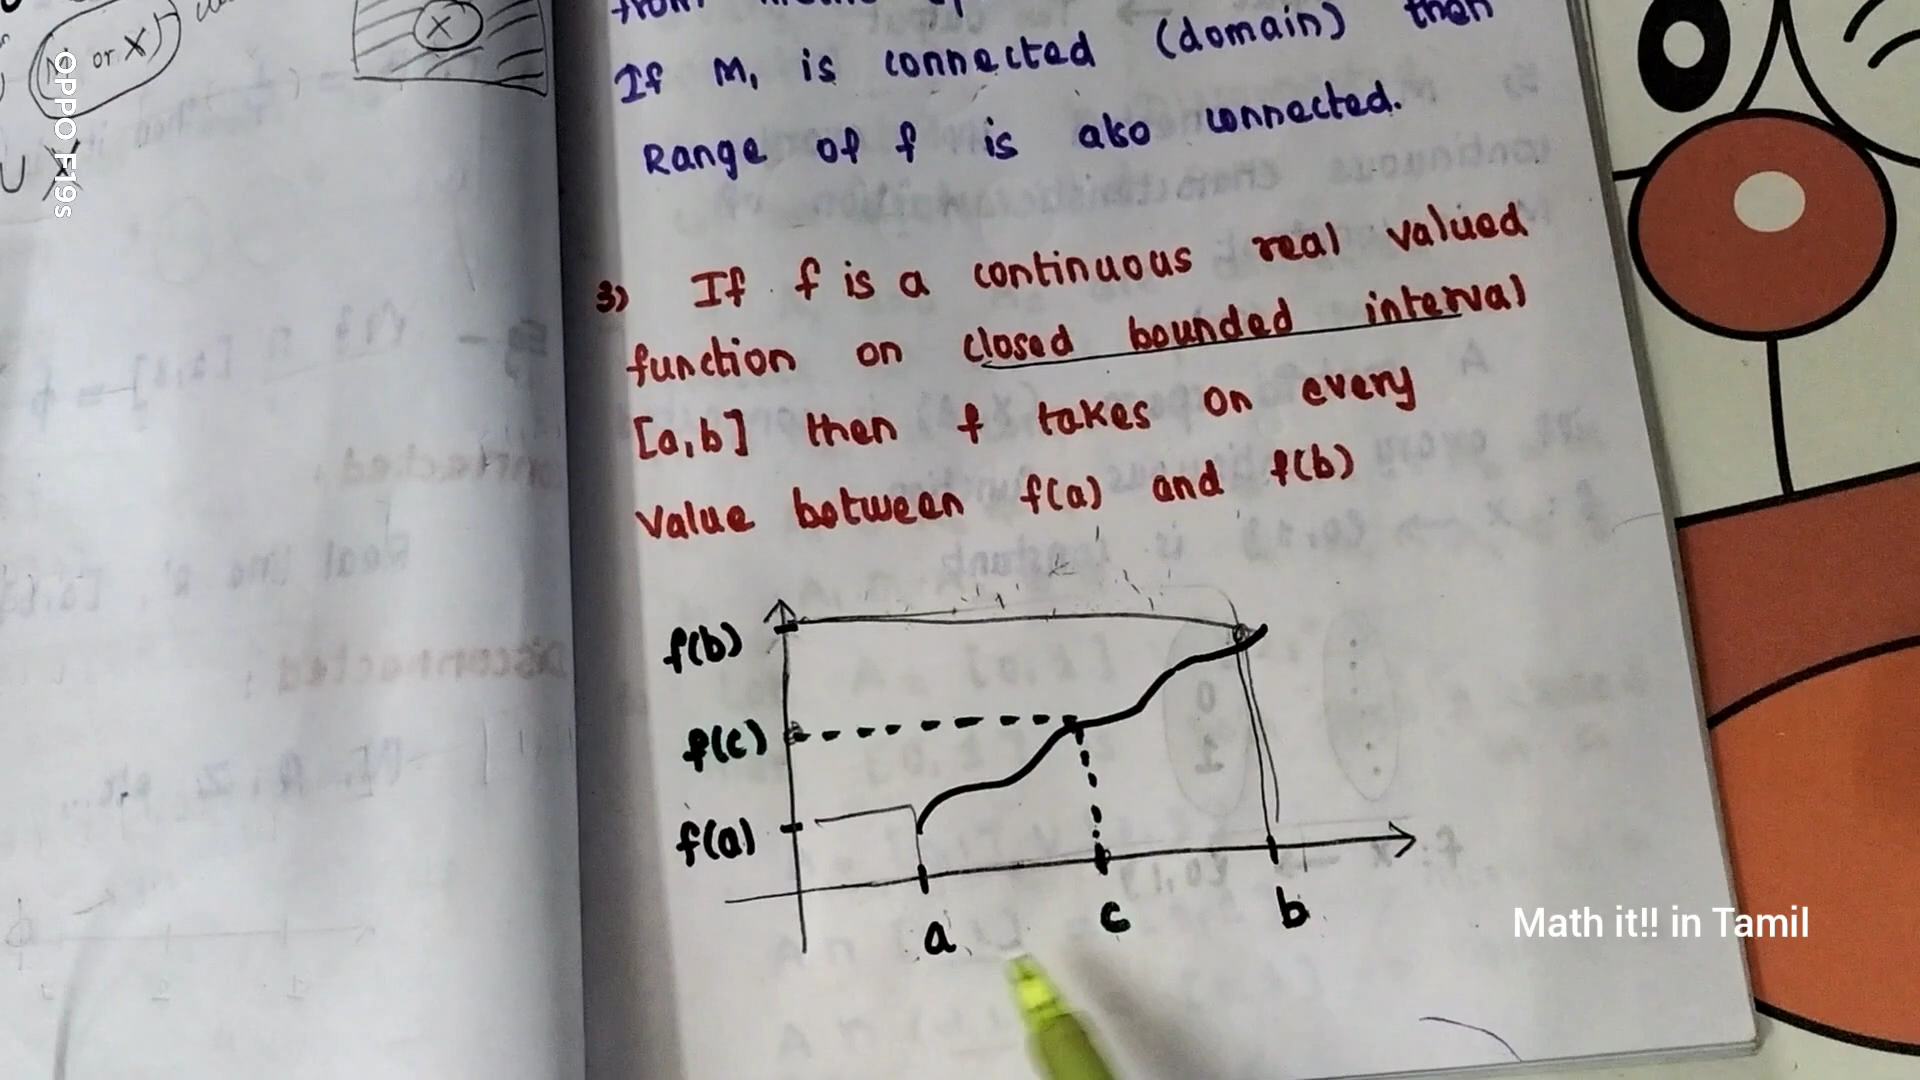 M or X)
X
OPPO F19s
U X
If M, is connected (domain) then
Range of f is also connected.
3) If f is a continuous real valued
function on closed bounded interval
[a,b] then f takes on every
value between f(a) and f(b)
f(b)
f(c)
f(a)
a c b
Math it!! in Tamil